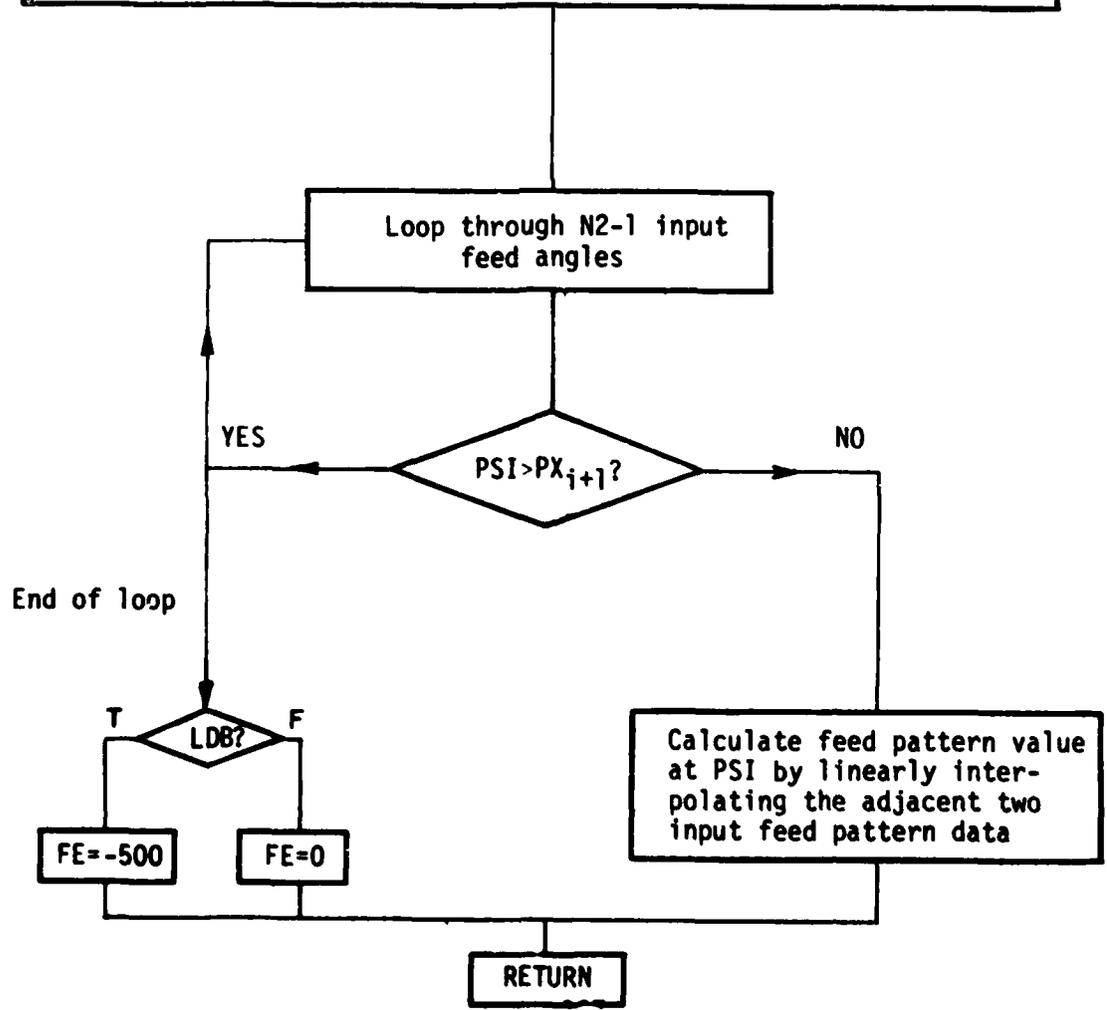 Loop through N2-1 input
feed angles
YES
PSI>PXi+1?
NO
End of loop
T
LDB?
F
Calculate feed pattern value
at PSI by linearly inter-
polating the adjacent two
input feed pattern data
FE=-500
FE=0
RETURN